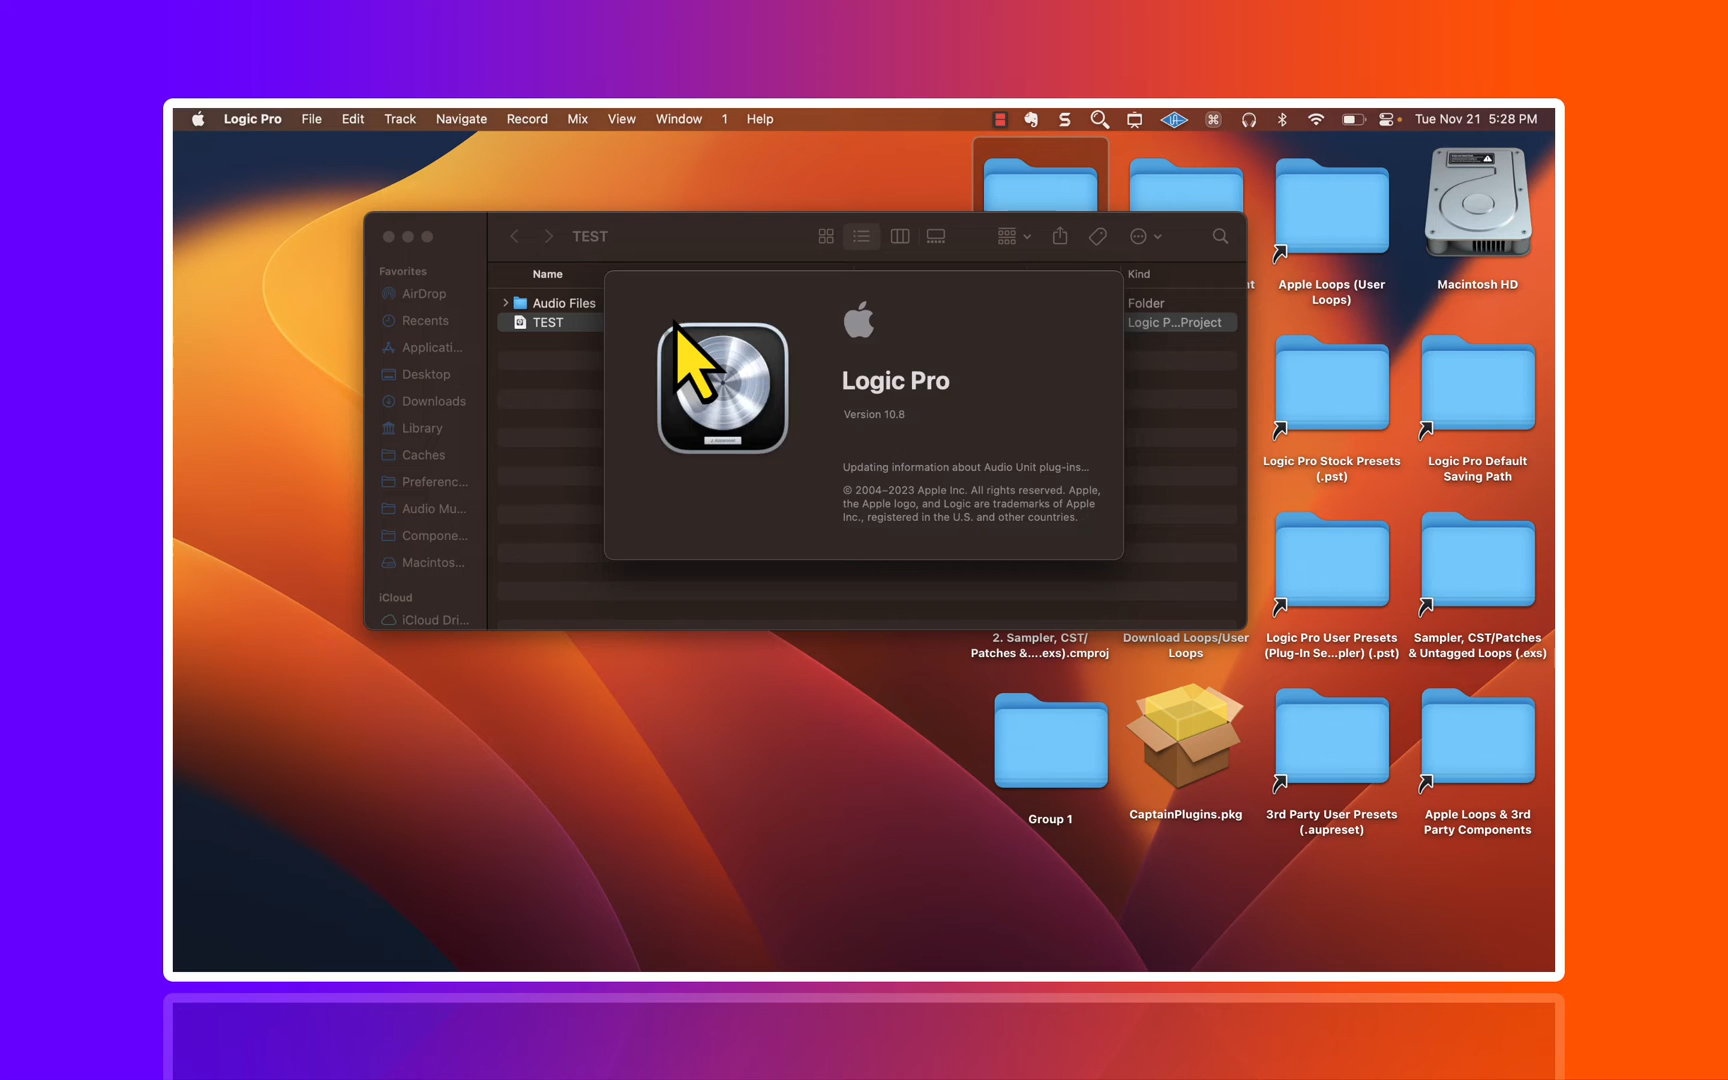 Logic Pro File Edit Track Navigate Record Mix View Window 1 Help Tue Nov 21 5:28 PM
TEST
Favorites
AirDrop
Recents
Applicati...
Desktop
Downloads
Library
Caches
Preferenc...
Audio Mu...
Compone...
Macintos...
iCloud
iCloud Dri...
Name Kind
Audio Files Folder
TEST Logic P...Project
Logic Pro
Version 10.8
Updating information about Audio Unit plug-ins...
© 2004–2023 Apple Inc. All rights reserved. Apple,
the Apple logo, and Logic are trademarks of Apple
Inc., registered in the U.S. and other countries.
Apple Loops (User
Loops)
Macintosh HD
Logic Pro Stock Presets
(.pst)
Logic Pro Default
Saving Path
2. Sampler, CST/
Patches &....exs).cmproj
Download Loops/User
Loops
Logic Pro User Presets
(Plug-In Se...pler) (.pst)
Sampler, CST/Patches
& Untagged Loops (.exs)
Group 1
CaptainPlugins.pkg
3rd Party User Presets
(.aupreset)
Apple Loops & 3rd
Party Components